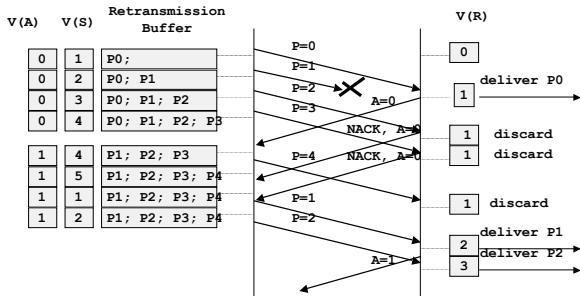 V(A) V(S) Retransmission Buffer V(R)
0 1 P0; P=0 0
0 2 P0; P1 P=1
P=2 1 deliver P0
0 3 P0; P1; P2 A=0
P=3
0 4 P0; P1; P2; P3 NACK, A=0 1 discard
1 4 P1; P2; P3 P=4 NACK, A=0 1 discard
1 5 P1; P2; P3; P4
1 1 P1; P2; P3; P4 P=1 1 discard
1 2 P1; P2; P3; P4 P=2
2 deliver P1
A=1 3 deliver P2